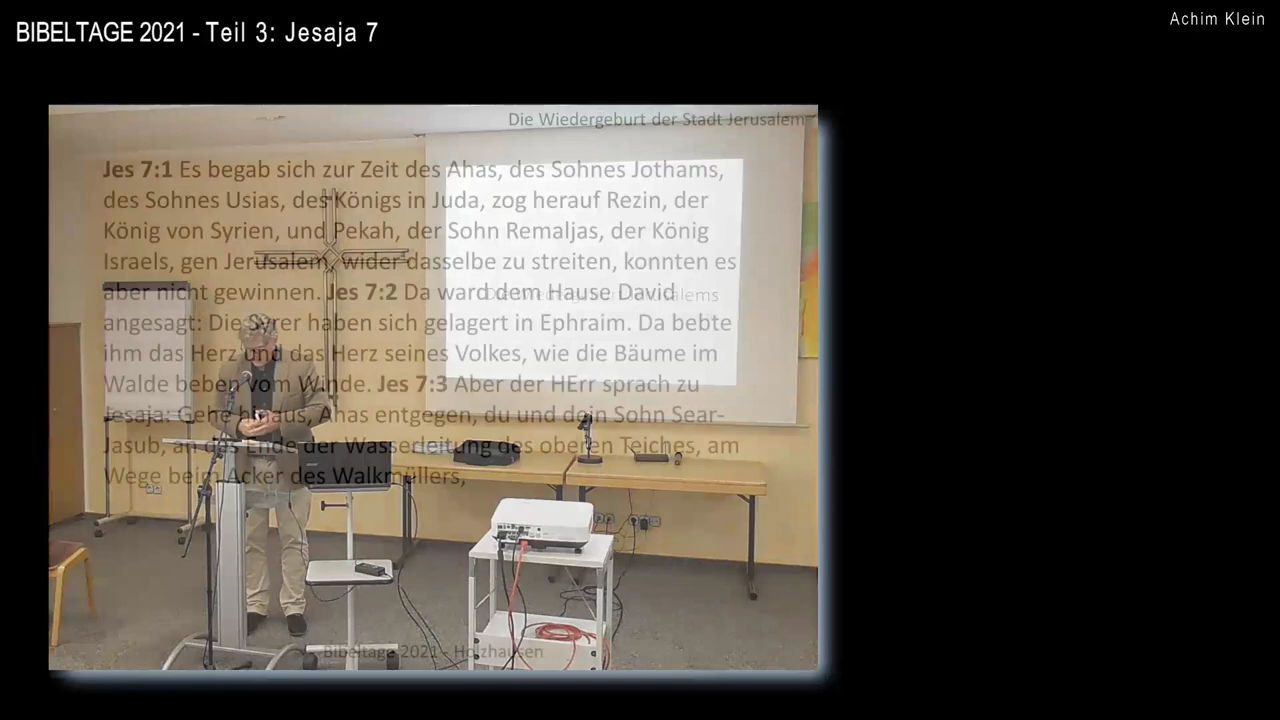 BIBELTAGE 2021 - Teil 3: Jesaja 7
Achim Klein
Die Wiedergeburt der Stadt Jerusalem
Jes 7:1 Es begab sich zur Zeit des Ahas, des Sohnes Jothams,
des Sohnes Usias, des Königs in Juda, zog herauf Rezin, der
König von Syrien, und Pekah, der Sohn Remaljas, der König
Israels, gen Jerusalem, wider dasselbe zu streiten, konnten es
aber nicht gewinnen. Jes 7:2 Da ward dem Hause David
angesagt: Die Syrer haben sich gelagert in Ephraim. Da bebte
ihm das Herz und das Herz seines Volkes, wie die Bäume im
Walde beben vom Winde. Jes 7:3 Aber der HErr sprach zu
Jesaja: Gehe hinaus, Ahas entgegen, du und dein Sohn Sear-
Jasub, an das Ende der Wasserleitung des oberen Teiches, am
Wege beim Acker des Walkmüllers,
Bibeltage 2021 - Holzhausen